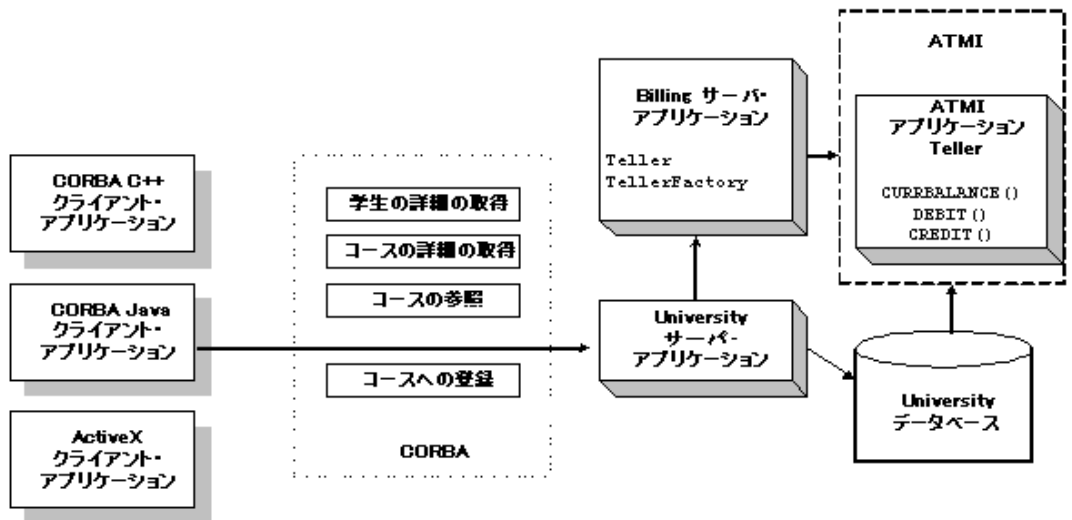 CORBA C++
クライアント・
アプリケーション
CORBA Java
クライアント・
アプリケーション
ActiveX
クライアント・
アプリケーション
学生の詳細の取得
コースの詳細の取得
コースの参照
コースへの登録
CORBA
Billing サーバ・
アプリケーション
Teller
TellerFactory
University
サーバ・
アプリケーション
ATMI
ATMI
アプリケーション
Teller
CURRBALANCE()
DEBIT()
CREDIT()
University
データベース